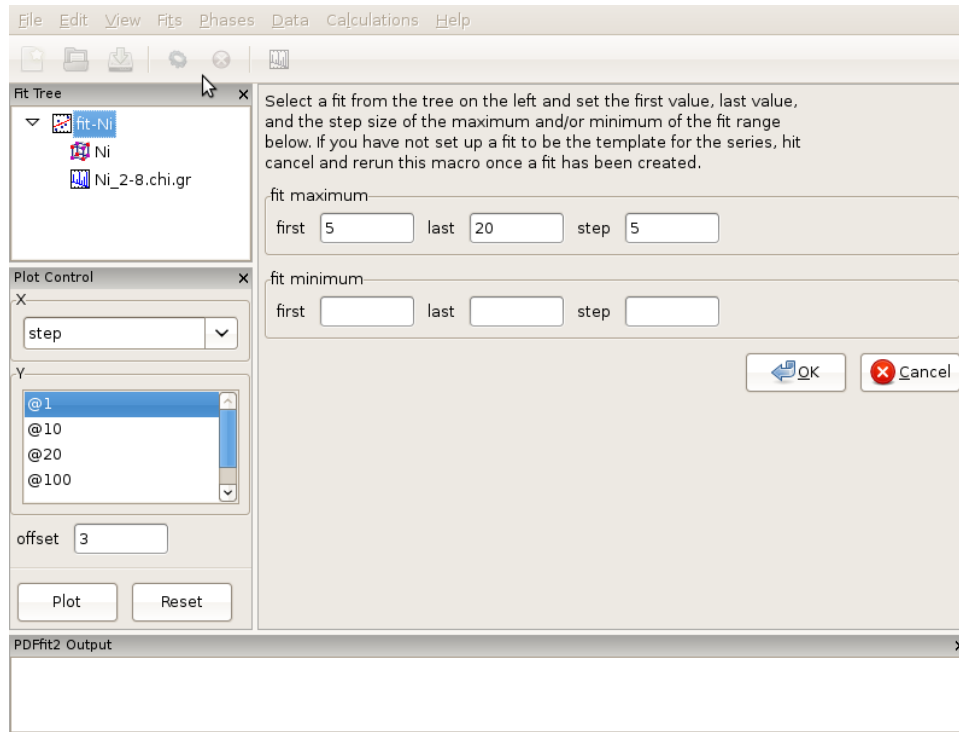 File Edit View Fits Phases Data Calculations Help
Fit Tree x
fit-Ni
Ni
Ni_2-8.chi.gr
Select a fit from the tree on the left and set the first value, last value,
and the step size of the maximum and/or minimum of the fit range
below. If you have not set up a fit to be the template for the series, hit
cancel and rerun this macro once a fit has been created.
fit maximum
first 5 last 20 step 5
fit minimum
first last step
OK Cancel
Plot Control x
X
step
Y
@1
@10
@20
@100
offset 3
Plot Reset
PDFfit2 Output x